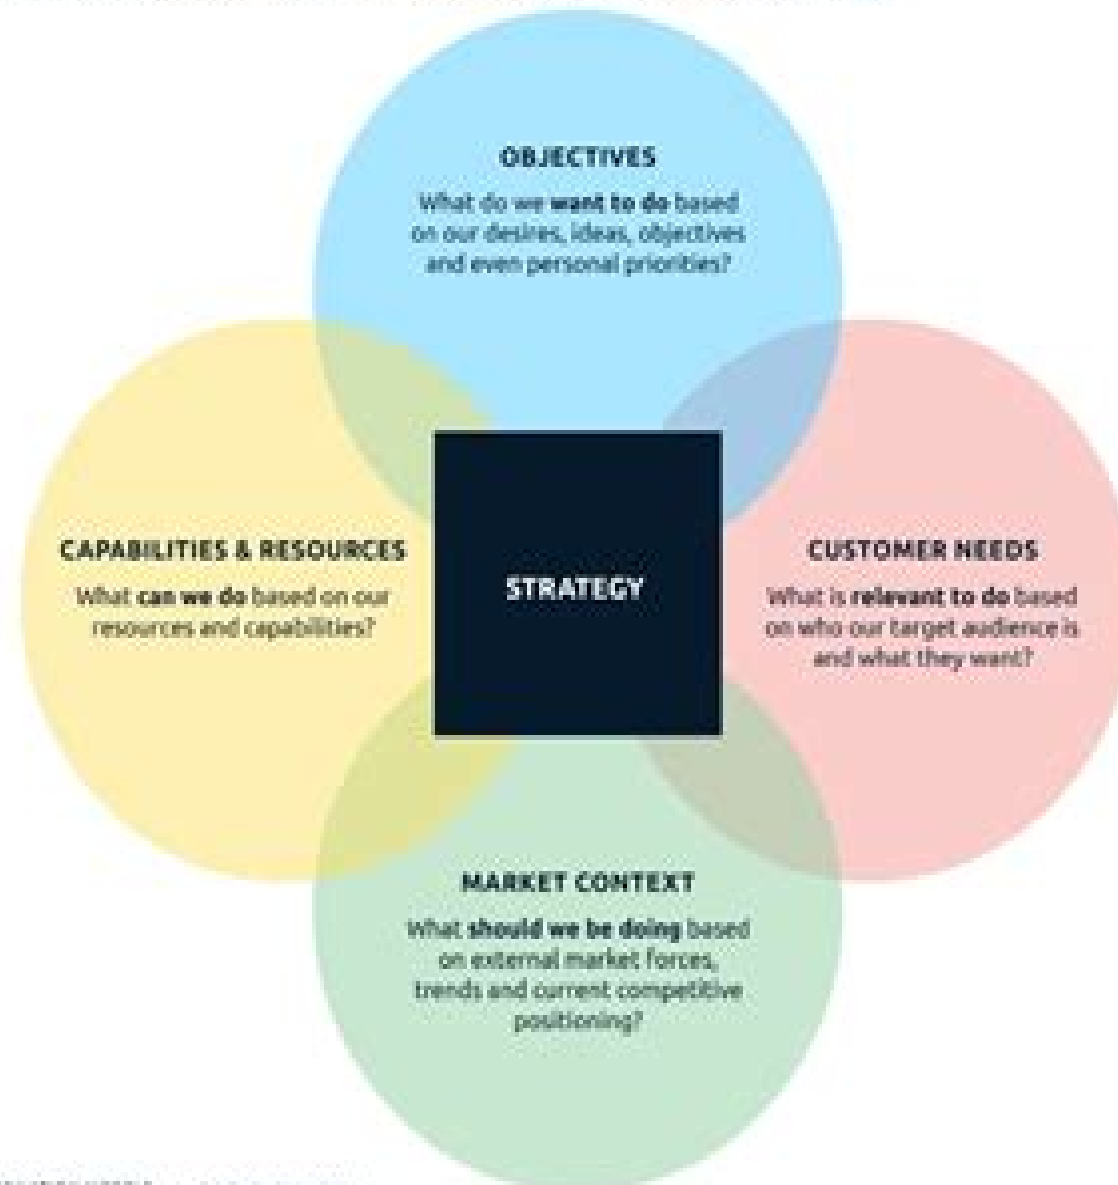 OBJECTIVES
What do we want to do based
on our desires, ideas, objectives
and even personal priorities?
CAPABILITIES & RESOURCES
What can we do based on our
resources and capabilities?
STRATEGY
CUSTOMER NEEDS
What is relevant to do based
on who our target audience is
and what they want?
MARKET CONTEXT
What should we be doing based
on external market forces,
trends and current competitive
positioning?